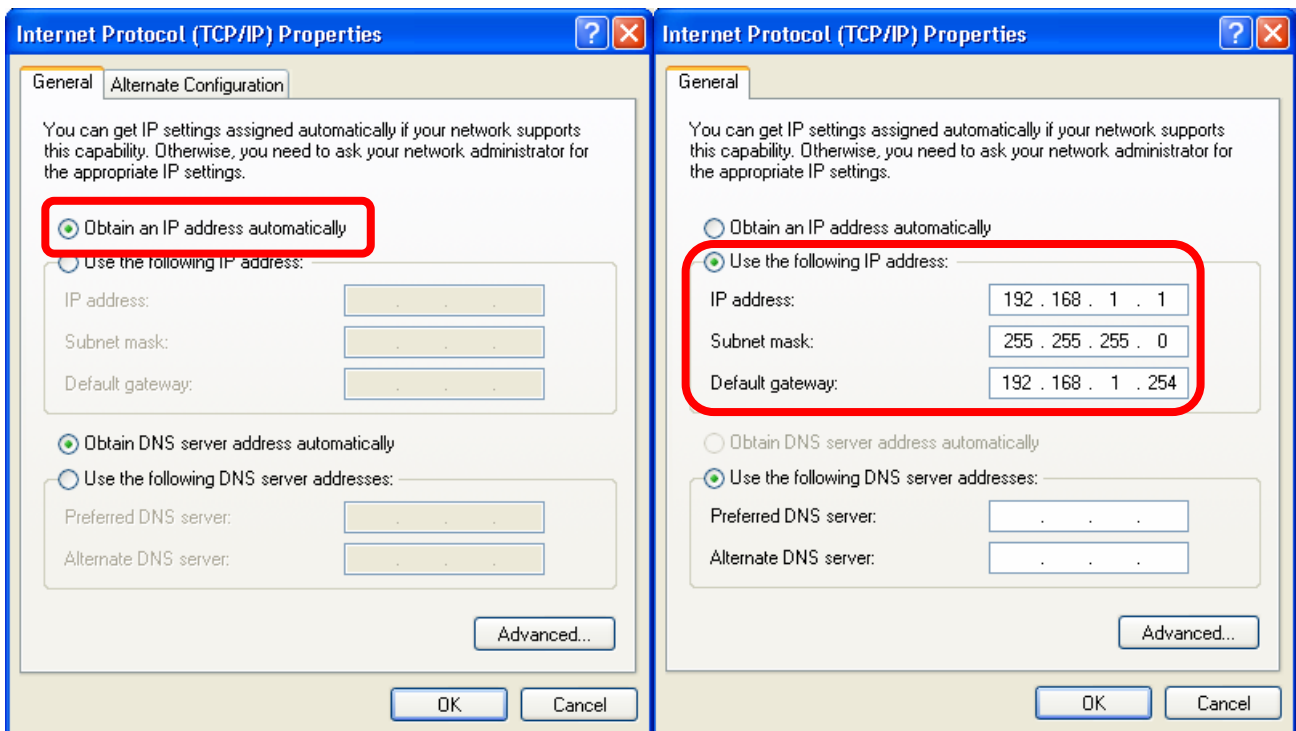 Internet Protocol (TCP/IP) Properties
General
Alternate Configuration
You can get IP settings assigned automatically if your network supports
this capability. Otherwise, you need to ask your network administrator for
the appropriate IP settings.
Obtain an IP address automatically
Use the following IP address:
IP address:
Subnet mask:
Default gateway:
Obtain DNS server address automatically
Use the following DNS server addresses:
Preferred DNS server:
Alternate DNS server:
Advanced...
OK
Cancel
Internet Protocol (TCP/IP) Properties
General
You can get IP settings assigned automatically if your network supports
this capability. Otherwise, you need to ask your network administrator for
the appropriate IP settings.
Obtain an IP address automatically
Use the following IP address:
IP address: 192 . 168 . 1 . 1
Subnet mask: 255 . 255 . 255 . 0
Default gateway: 192 . 168 . 1 . 254
Obtain DNS server address automatically
Use the following DNS server addresses:
Preferred DNS server:
Alternate DNS server:
Advanced...
OK
Cancel